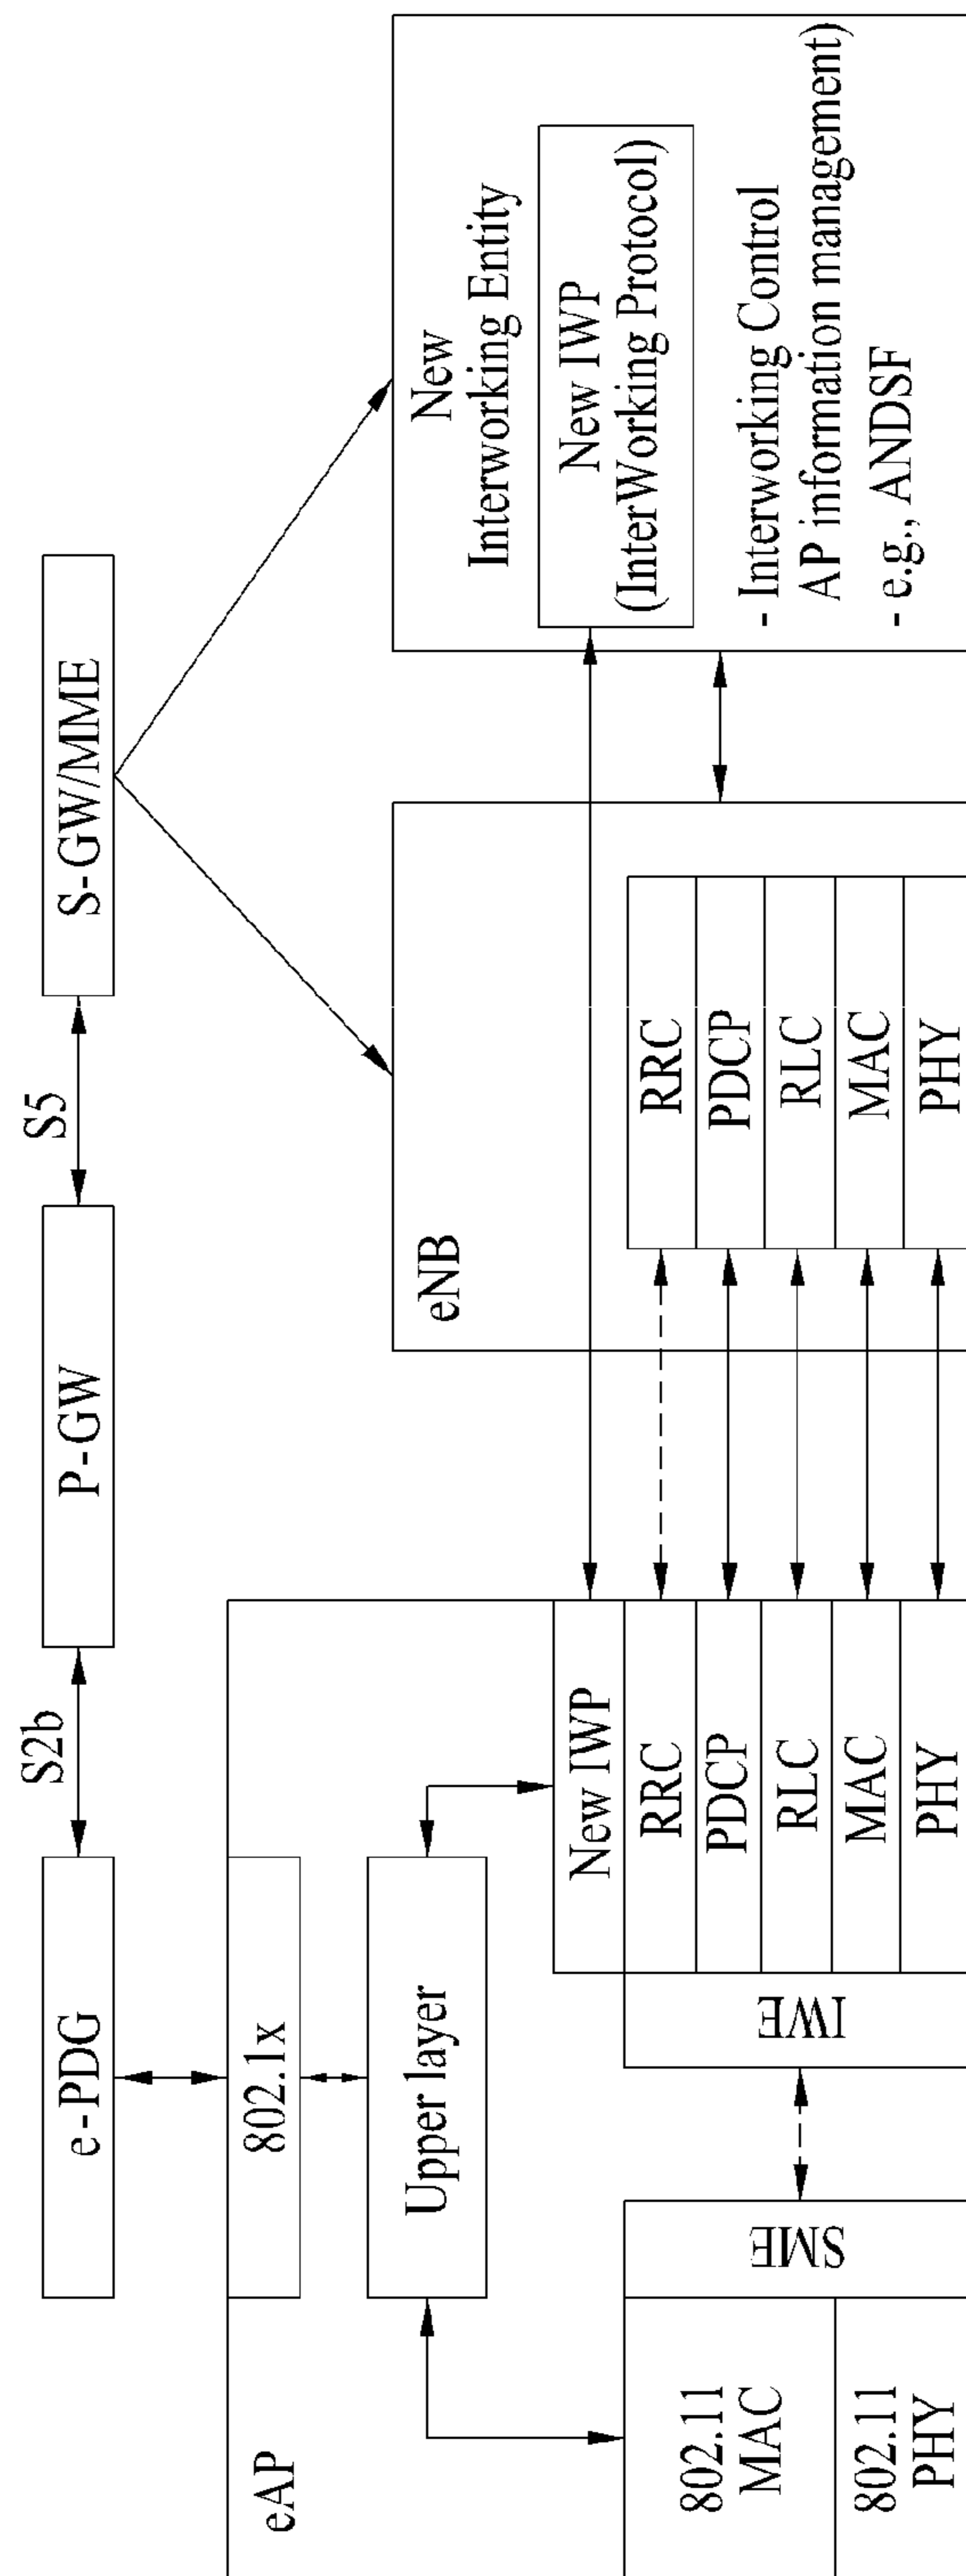 e-PDG
S2b
P-GW
S5
S-GW/MME
eAP
802.1x
Upper layer
802.11
MAC
802.11
PHY
SME
IWE
New IWP
RRC
PDCP
RLC
MAC
PHY
eNB
RRC
PDCP
RLC
MAC
PHY
New
Interworking Entity
New IWP
(InterWorking Protocol)
- Interworking Control
AP information management)
- e.g., ANDSF